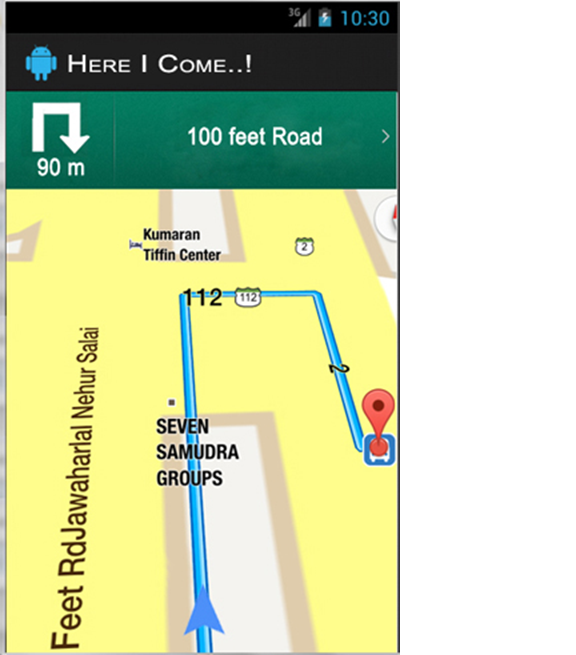 3G 10:30
HERE I COME..!
100 feet Road
90 m
Kumaran
Tiffin Center
2
112 112
2
SEVEN
SAMUDRA
GROUPS
Feet RdJawaharlal Nehur Salai